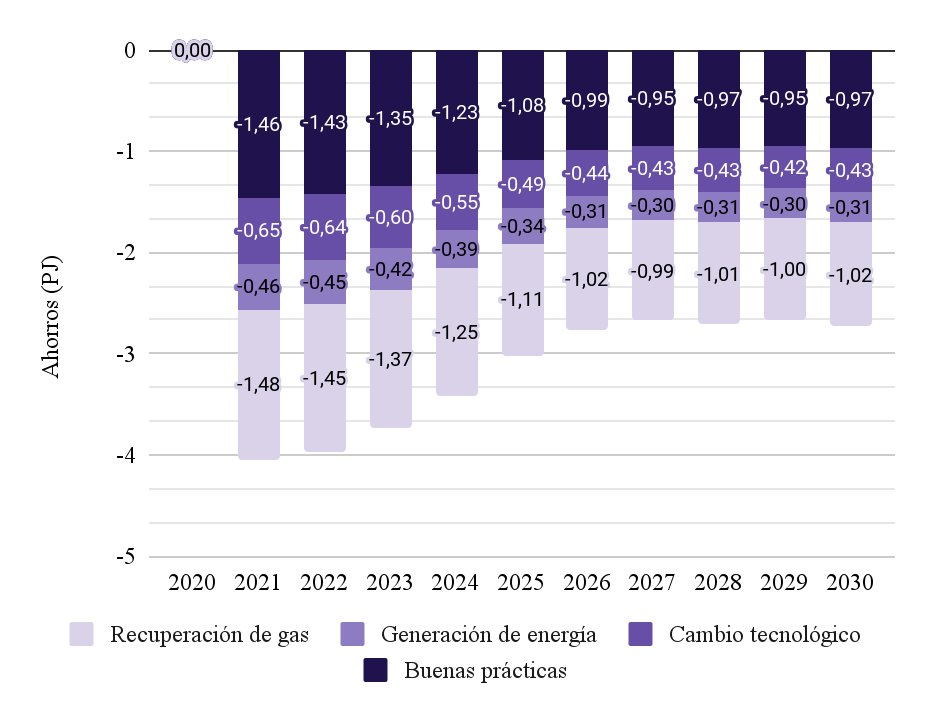 Ahorros (PJ)
0
-1
-2
-3
-4
-5
0,00
-1,46 -1,43 -1,35 -1,23 -1,08 -0,99 -0,95 -0,97 -0,95 -0,97
-0,65 -0,64 -0,60 -0,55 -0,49 -0,44 -0,43 -0,43 -0,42 -0,43
-0,46 -0,45 -0,42 -0,39 -0,34 -0,31 -0,30 -0,31 -0,30 -0,31
-1,48 -1,45 -1,37 -1,25 -1,11 -1,02 -0,99 -1,01 -1,00 -1,02
2020 2021 2022 2023 2024 2025 2026 2027 2028 2029 2030
Recuperación de gas Generación de energía Cambio tecnológico
Buenas prácticas